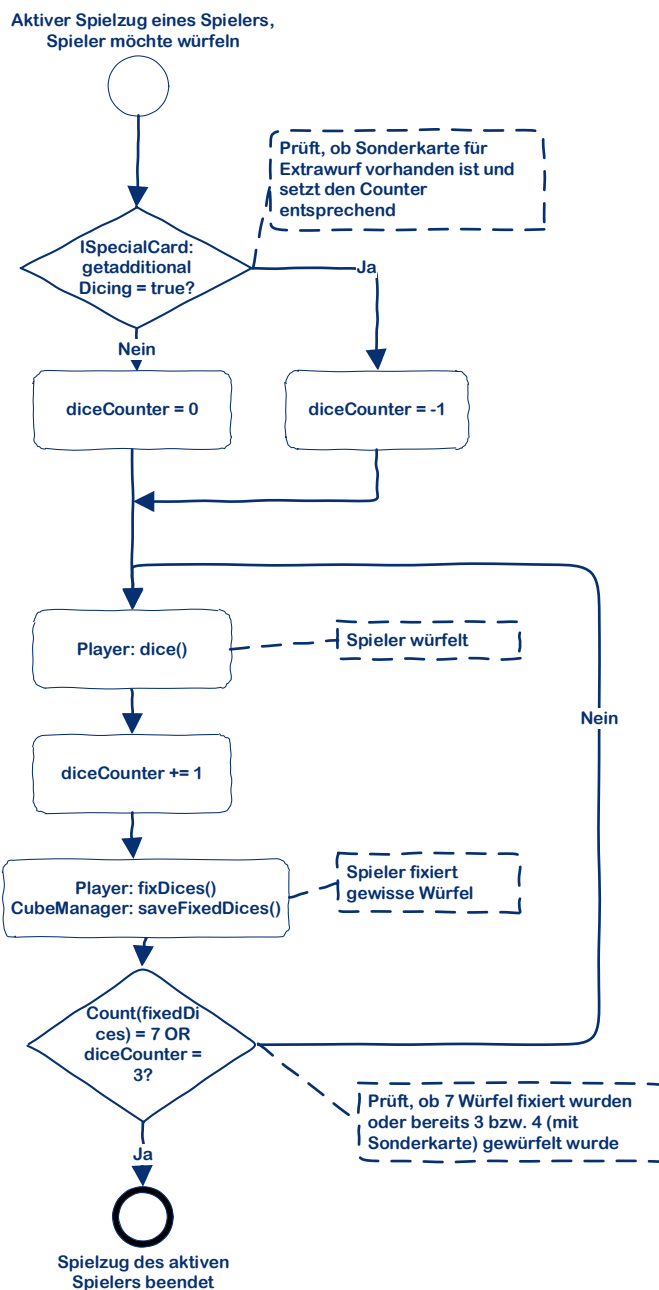 Aktiver Spielzug eines Spielers,
Spieler möchte würfeln
Prüft, ob Sonderkarte für
Extrawurf vorhanden ist und
setzt den Counter
entsprechend
ISpecialCard:
getadditional
Dicing = true?
Ja
Nein
diceCounter = 0
diceCounter = -1
Player: dice()
Spieler würfelt
Nein
diceCounter += 1
Player: fixDices()
CubeManager: saveFixedDices()
Spieler fixiert
gewisse Würfel
Count(fixedDi
ces) = 7 OR
diceCounter =
3?
Prüft, ob 7 Würfel fixiert wurden
oder bereits 3 bzw. 4 (mit
Sonderkarte) gewürfelt wurde
Ja
Spielzug des aktiven
Spielers beendet